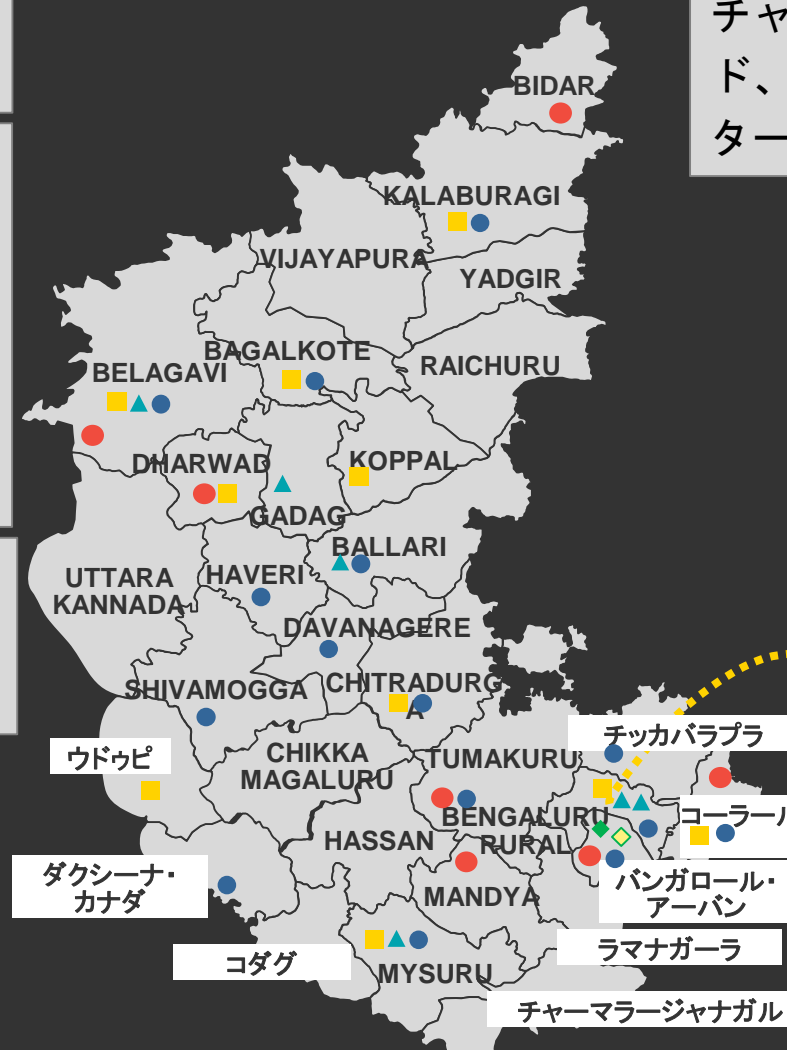 チャ
ド、
ター
BIDAR
KALABURAGI
VIJAYAPURA
YADGIR
BAGALKOTE
RAICHURU
BELAGAVI
DHARWAD
KOPPAL
GADAG
BALLARI
UTTARA
KANNADA
HAVERI
DAVANAGERE
SHIVAMOGGA
CHITRADURG
A
チッカバラプラ
ウドゥピ
CHIKKA
MAGALURU
TUMAKURU
BENGALURU
RURAL
コーラール
HASSAN
ダクシーナ・
カナダ
MANDYA
バンガロール・
アーバン
ラマナガーラ
コダグ
MYSURU
チャーマラージャナガル